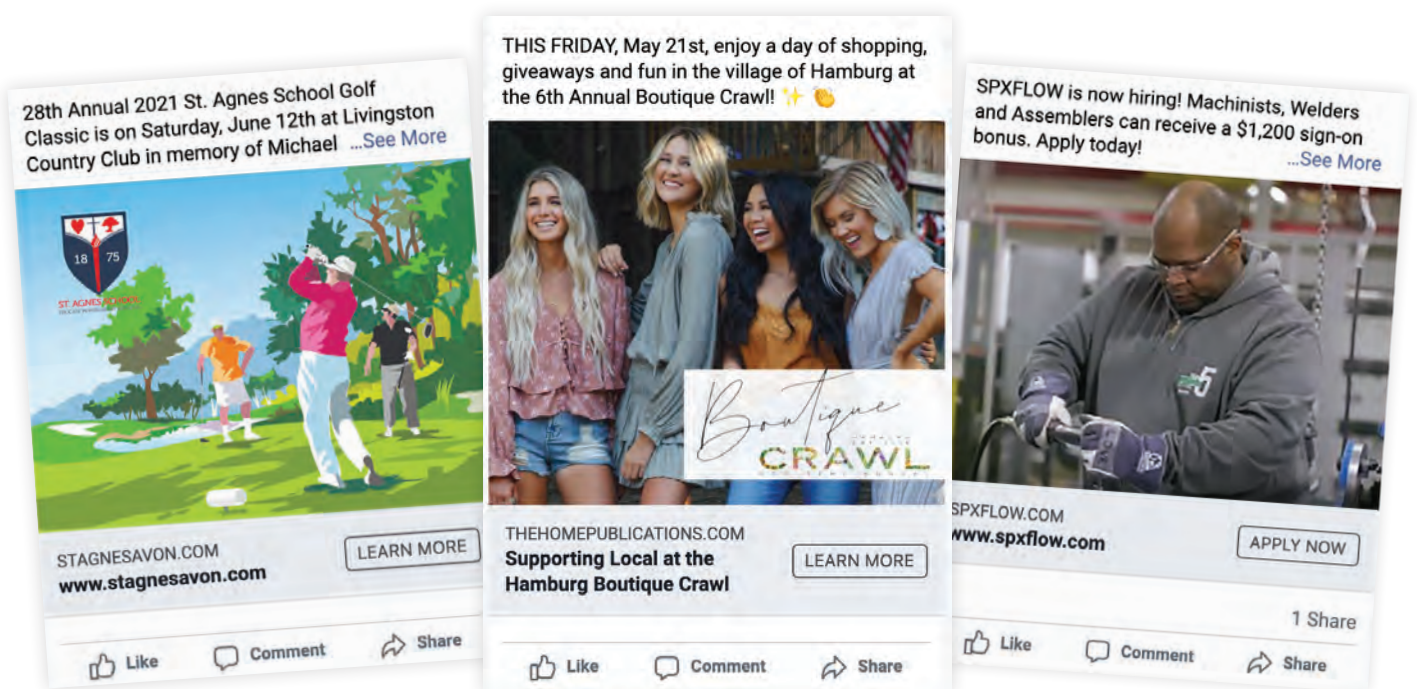 28th Annual 2021 St. Agnes School Golf
Classic is on Saturday, June 12th at Livingston
Country Club in memory of Michael ...See More
18 75
ST. AGNES SCHOOL
STAGNESAVON.COM
www.stagnesavon.com
LEARN MORE
Like
Comment
Share
THIS FRIDAY, May 21st, enjoy a day of shopping,
giveaways and fun in the village of Hamburg at
the 6th Annual Boutique Crawl! ✨ 👏
Boutique
CRAWL
THEHOMEPUBLICATIONS.COM
Supporting Local at the
Hamburg Boutique Crawl
LEARN MORE
Like
Comment
Share
SPXFLOW is now hiring! Machinists, Welders
and Assemblers can receive a $1,200 sign-on
bonus. Apply today!
...See More
5
SPXFLOW.COM
www.spxflow.com
APPLY NOW
1 Share
Like
Comment
Share